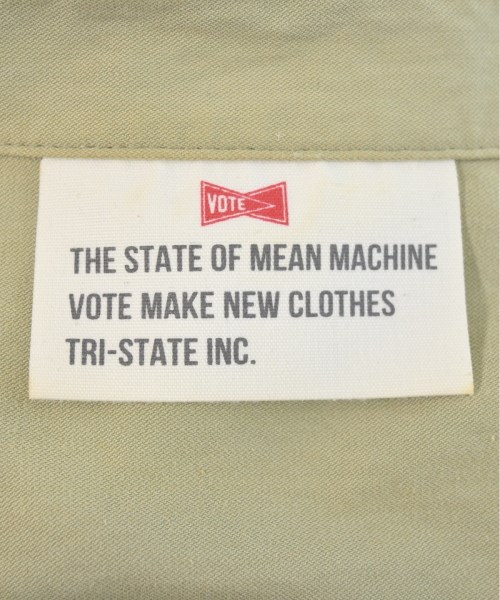 VOTE
THE STATE OF MEAN MACHINE
VOTE MAKE NEW CLOTHES
TRI-STATE INC.